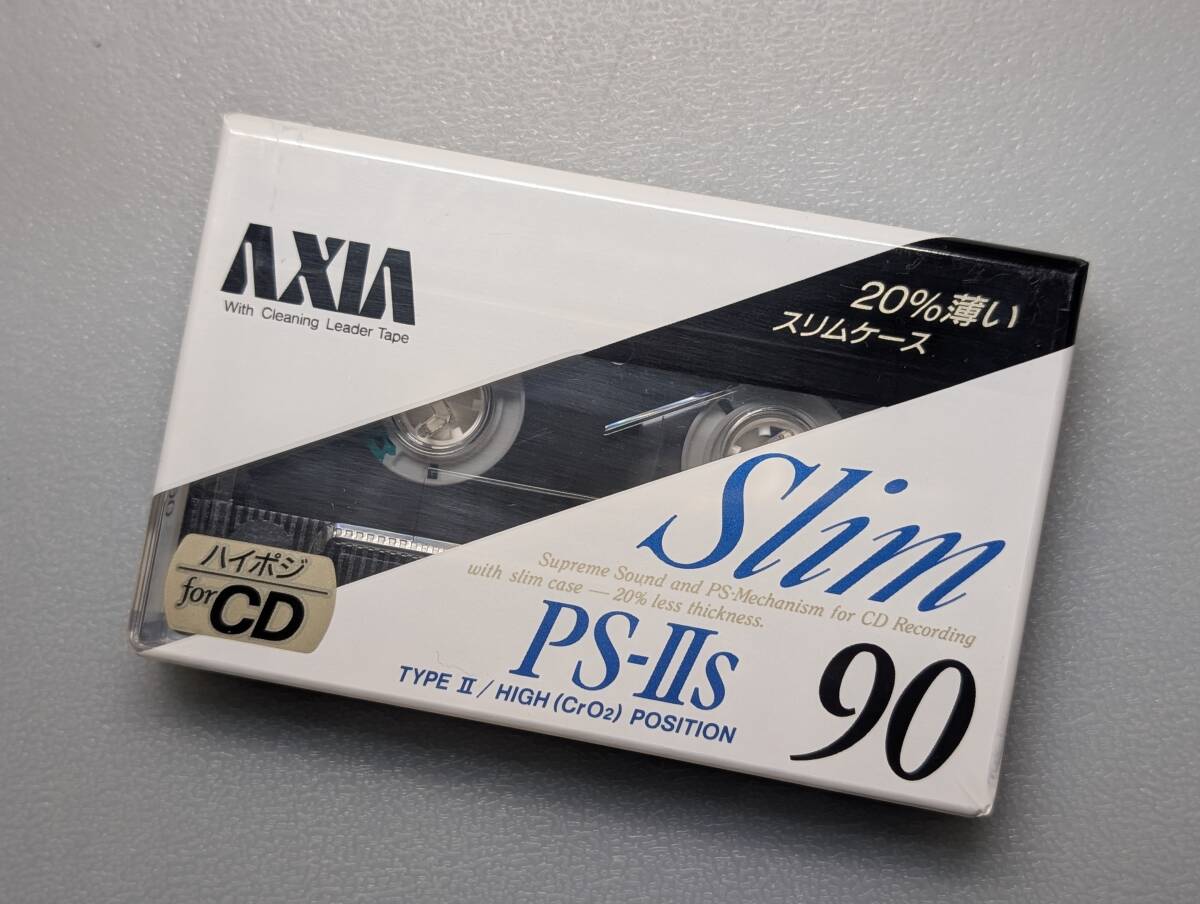 AXIA
With Cleaning Leader Tape
20%薄い
スリムケース
Slim
Supreme Sound and PS-Mechanism for CD Recording
with slim case — 20% less thickness.
ハイポジ
for CD
PS-IIs
90
TYPE II / HIGH (CrO2) POSITION